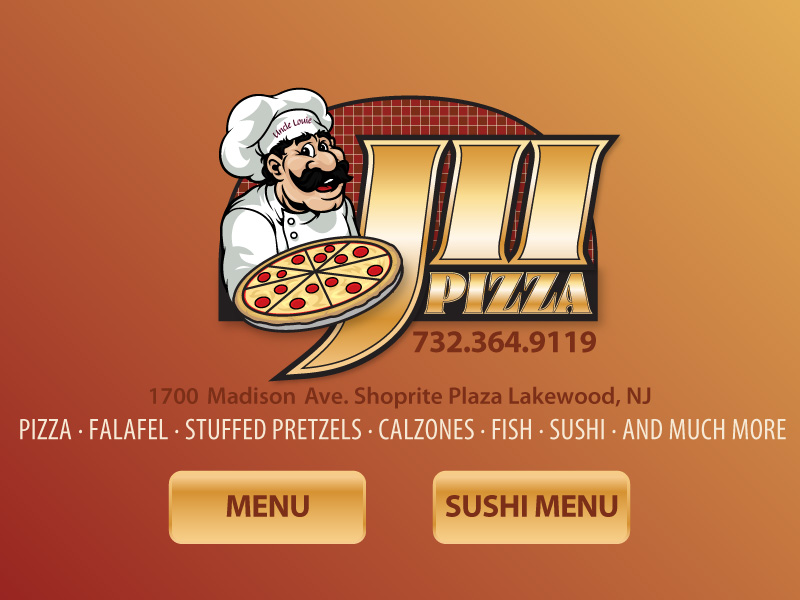 Uncle Louie
JII
PIZZA
732.364.9119
1700 Madison Ave. Shoprite Plaza Lakewood, NJ
PIZZA · FALAFEL · STUFFED PRETZELS · CALZONES · FISH · SUSHI · AND MUCH MORE
MENU
SUSHI MENU